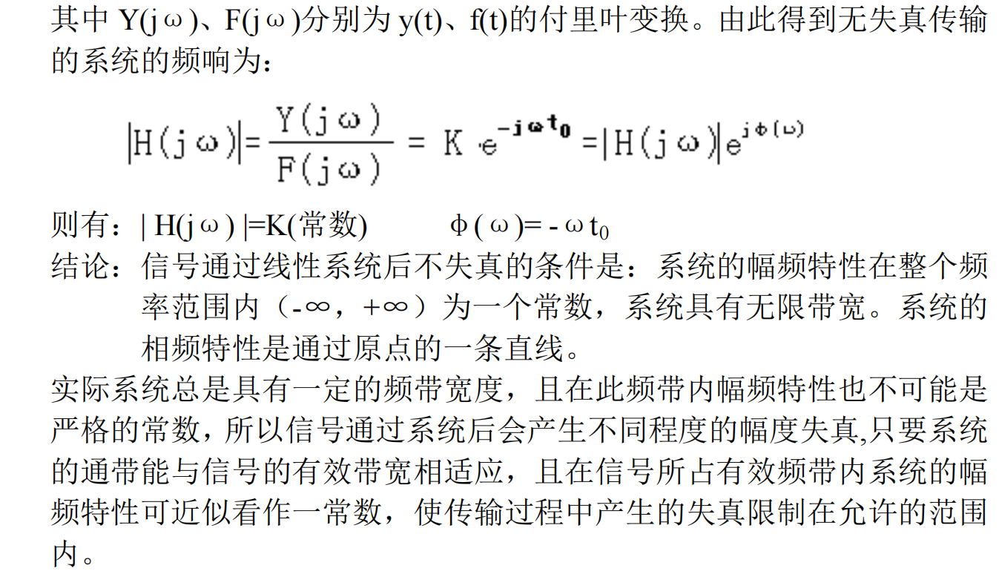 其中 Y(jω)、F(jω)分别为 y(t)、f(t)的付里叶变换。由此得到无失真传输
的系统的频响为：
|H(jω)|= Y(jω)/F(jω) = K·e^{-jωt₀} =|H(jω)|e^{jφ(ω)}
则有：| H(jω) |=K(常数) φ(ω)= -ωt₀
结论：信号通过线性系统后不失真的条件是：系统的幅频特性在整个频
率范围内（-∞，+∞）为一个常数，系统具有无限带宽。系统的
相频特性是通过原点的一条直线。
实际系统总是具有一定的频带宽度，且在此频带内幅频特性也不可能是
严格的常数，所以信号通过系统后会产生不同程度的幅度失真,只要系统
的通带能与信号的有效带宽相适应，且在信号所占有效频带内系统的幅
频特性可近似看作一常数，使传输过程中产生的失真限制在允许的范围
内。